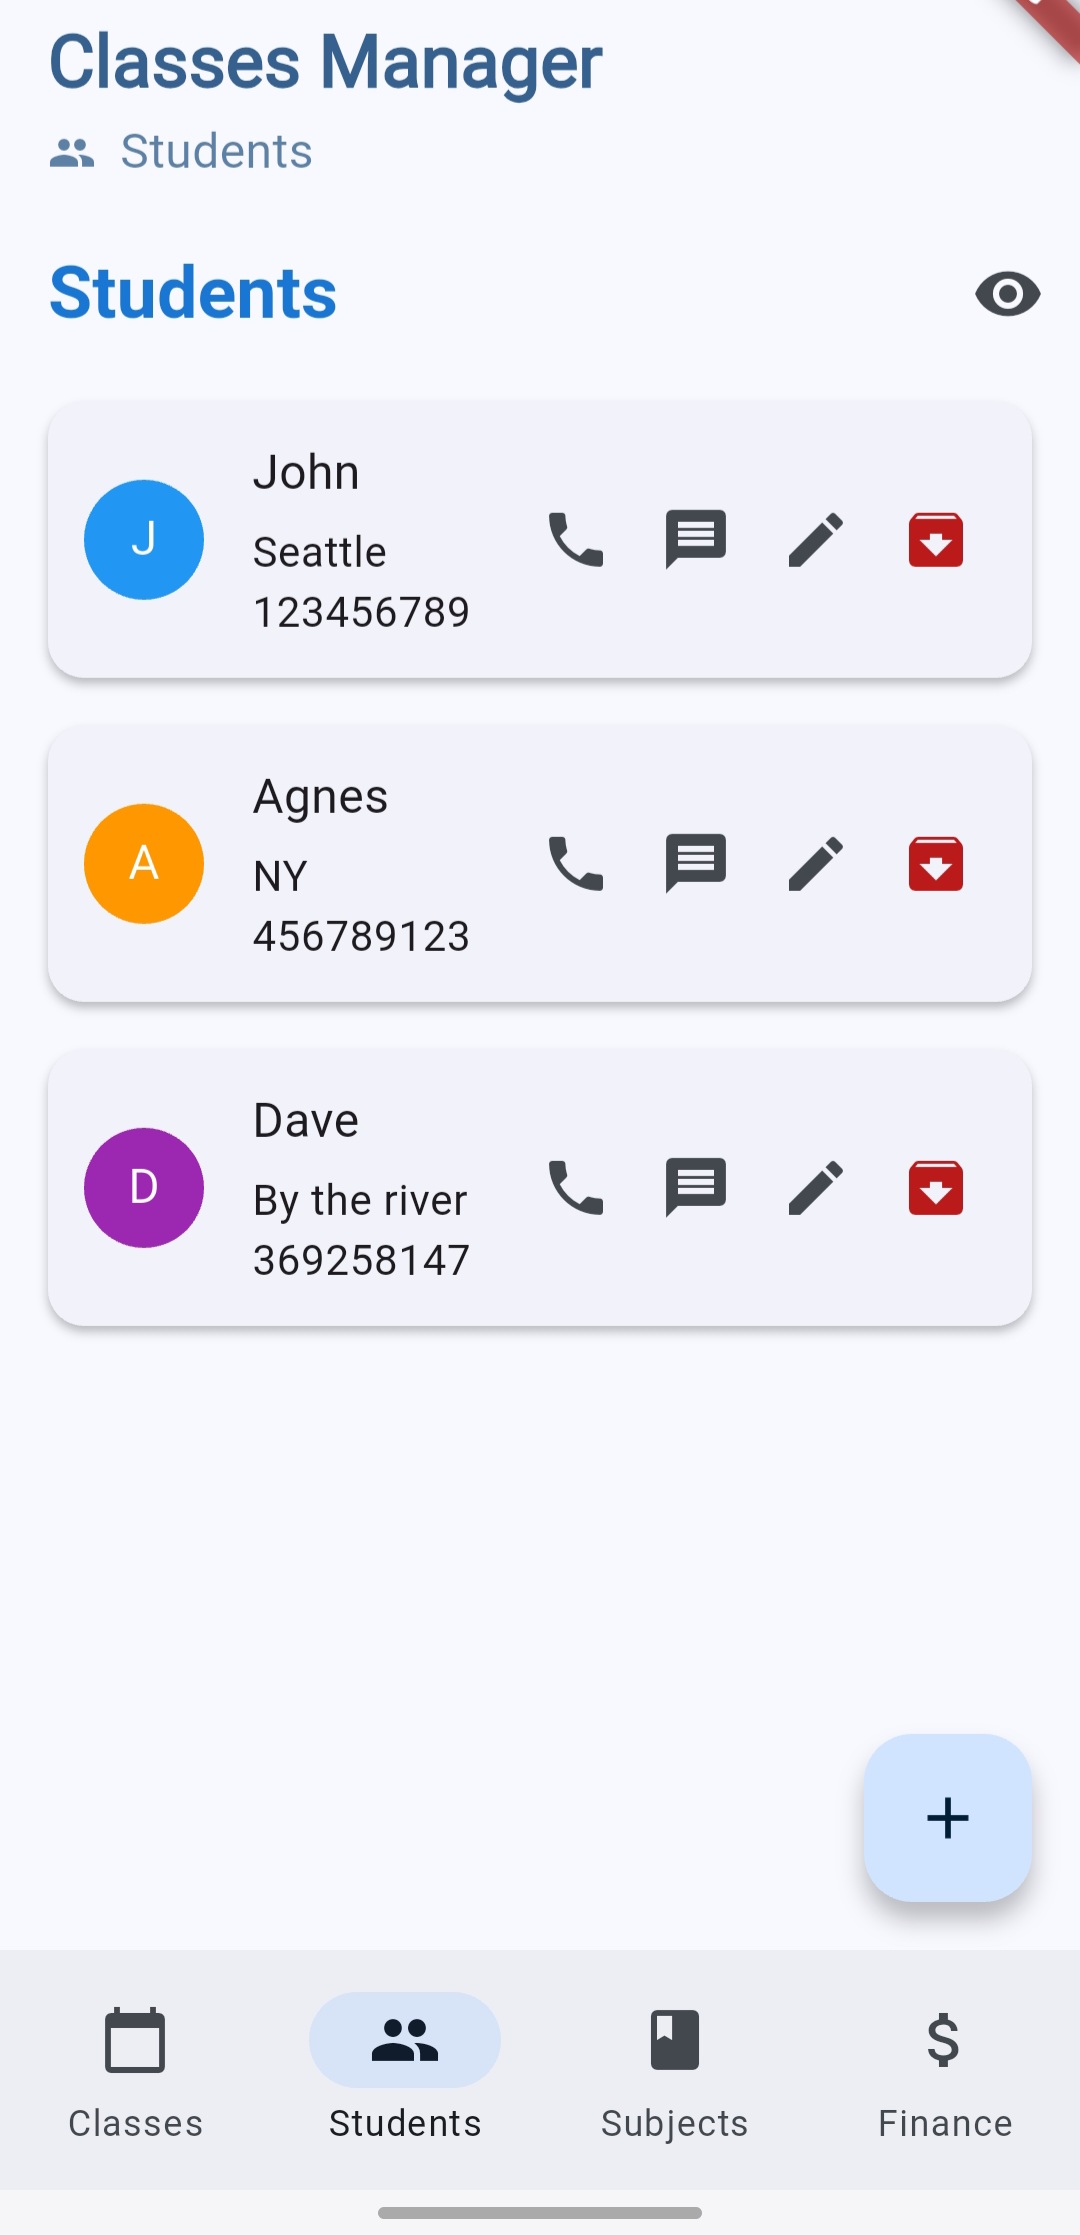 Classes Manager
Students
Students
J
John
Seattle
123456789
A
Agnes
NY
456789123
D
Dave
By the river
369258147
Classes
Students
Subjects
Finance